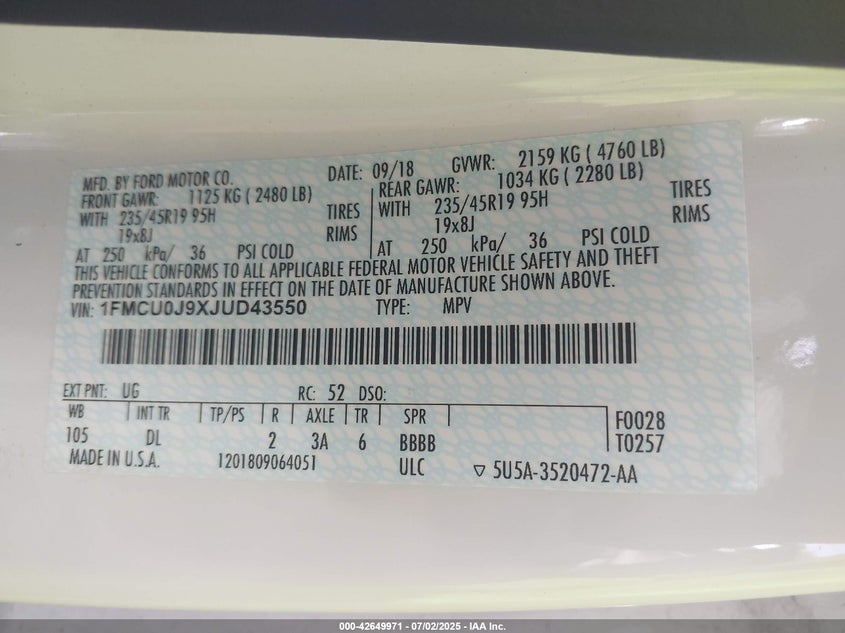 MFD. BY FORD MOTOR CO. DATE: 09/18 GVWR: 2159 KG ( 4760 LB)
FRONT GAWR: 1125 KG ( 2480 LB) REAR GAWR: 1034 KG ( 2280 LB)
WITH 235/45R19 95H TIRES WITH 235/45R19 95H TIRES
19x8J RIMS 19x8J RIMS
AT 250 kPa/ 36 PSI COLD AT 250 kPa/ 36 PSI COLD
THIS VEHICLE CONFORMS TO ALL APPLICABLE FEDERAL MOTOR VEHICLE SAFETY AND THEFT
PREVENTION STANDARDS IN EFFECT ON THE DATE OF MANUFACTURE SHOWN ABOVE.
VIN: 1FMCU0J9XJUD43550 TYPE: MPV
EXT PNT: UG RC: 52 DSO:
WB INT TR TP/PS R AXLE TR SPR F0028
105 DL 2 3A 6 BBBB T0257
MADE IN U.S.A. 1201809064051 ULC ▽ 5U5A-3520472-AA
000-42649971 | 07/02/2025 - IAA Inc.